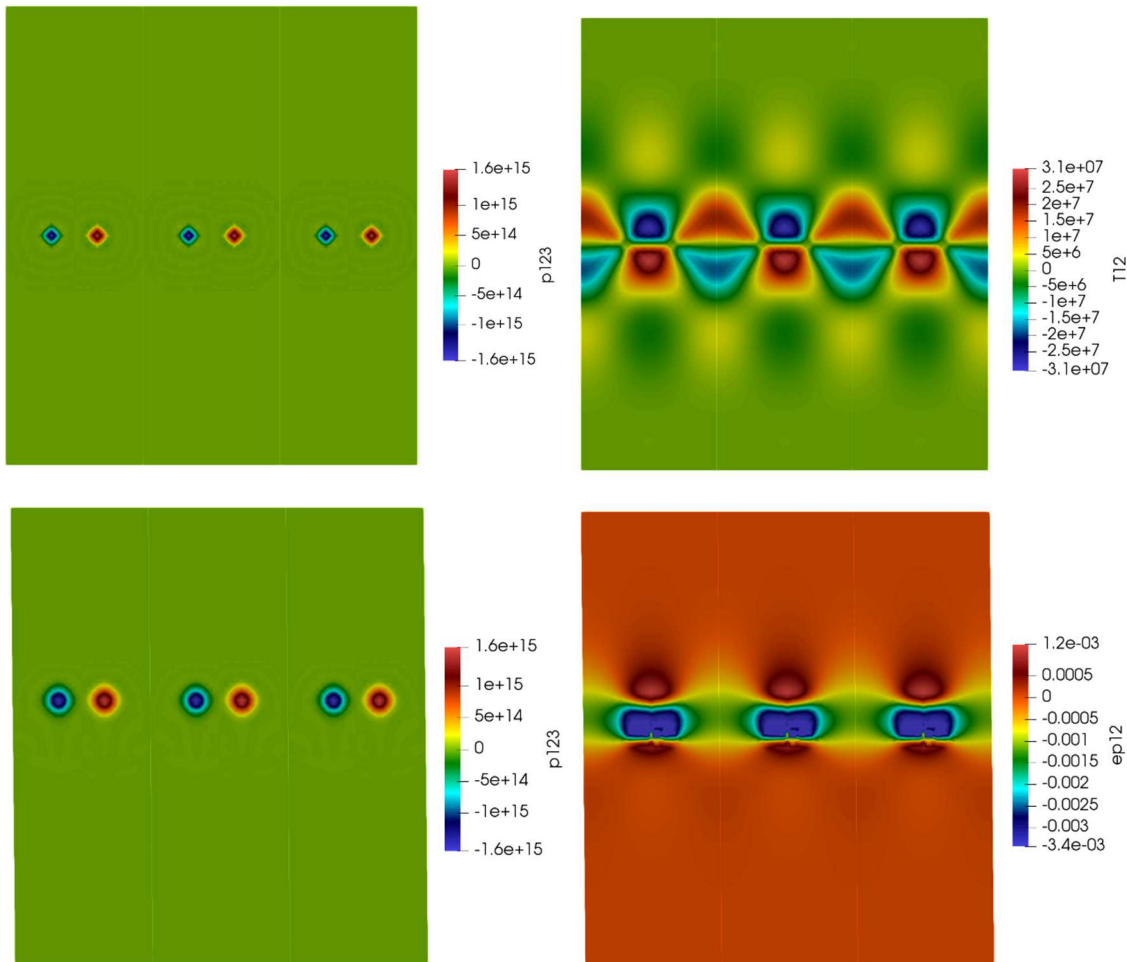 1.6e+15
1e+15
5e+14
0
-5e+14
-1e+15
-1.6e+15
p123
3.1e+07
2.5e+7
2e+7
1.5e+7
1e+7
5e+6
0
-5e+6
-1e+7
-1.5e+7
-2e+7
-2.5e+7
-3.1e+07
T12
1.6e+15
1e+15
5e+14
0
-5e+14
-1e+15
-1.6e+15
p123
1.2e-03
0.0005
0
-0.0005
-0.001
-0.0015
-0.002
-0.0025
-0.003
-3.4e-03
ep12